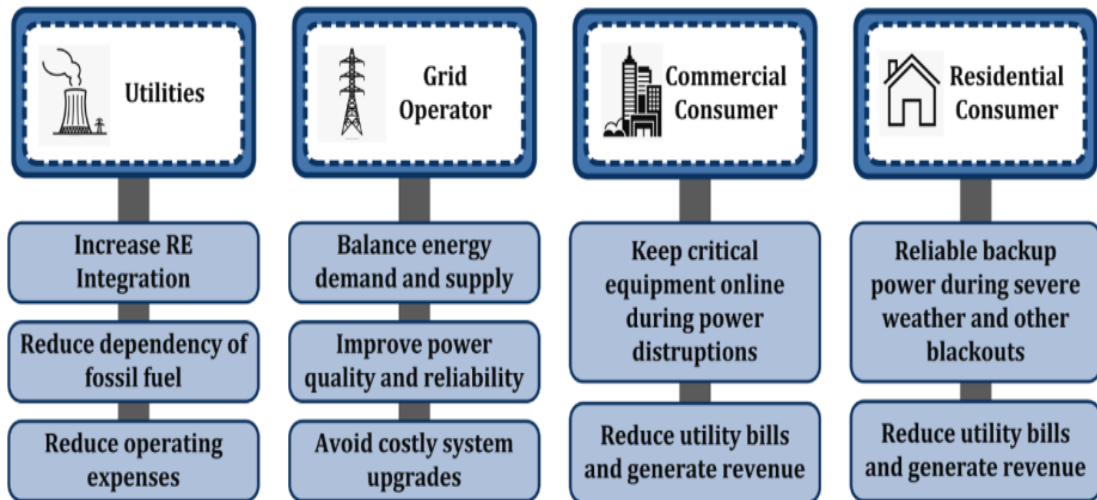 Utilities
Increase RE
Integration
Reduce dependency of
fossil fuel
Reduce operating
expenses
Grid
Operator
Balance energy
demand and supply
Improve power
quality and reliability
Avoid costly system
upgrades
Commercial
Consumer
Keep critical
equipment online
during power
distruptions
Reduce utility bills
and generate revenue
Residential
Consumer
Reliable backup
power during severe
weather and other
blackouts
Reduce utility bills
and generate revenue